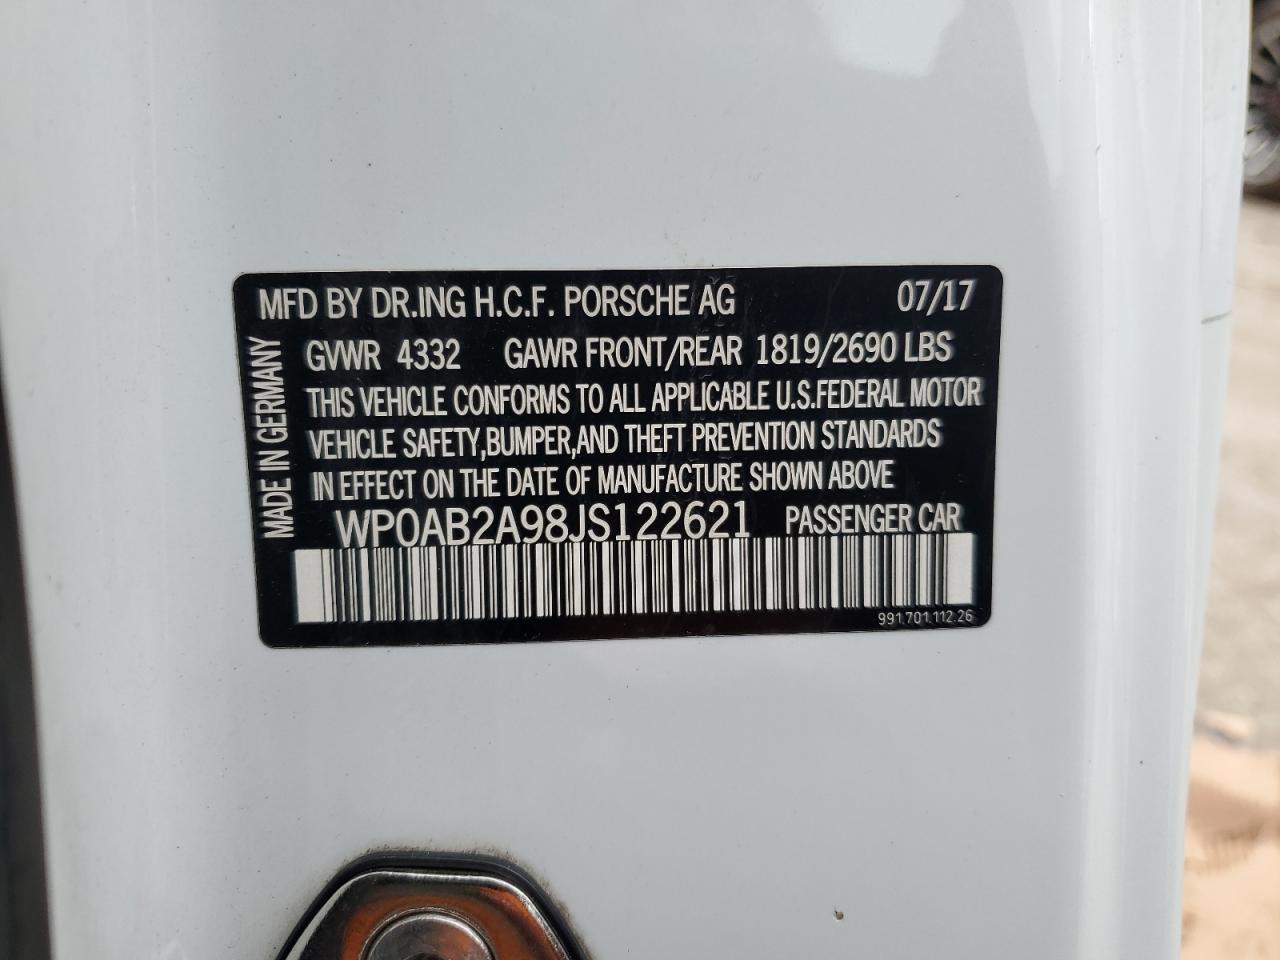 MFD BY DR.ING H.C.F. PORSCHE AG 07/17
MADE IN GERMANY
GVWR 4332 GAWR FRONT/REAR 1819/2690 LBS
THIS VEHICLE CONFORMS TO ALL APPLICABLE U.S.FEDERAL MOTOR
VEHICLE SAFETY,BUMPER,AND THEFT PREVENTION STANDARDS
IN EFFECT ON THE DATE OF MANUFACTURE SHOWN ABOVE
WP0AB2A98JS122621 PASSENGER CAR
991.701.112.26